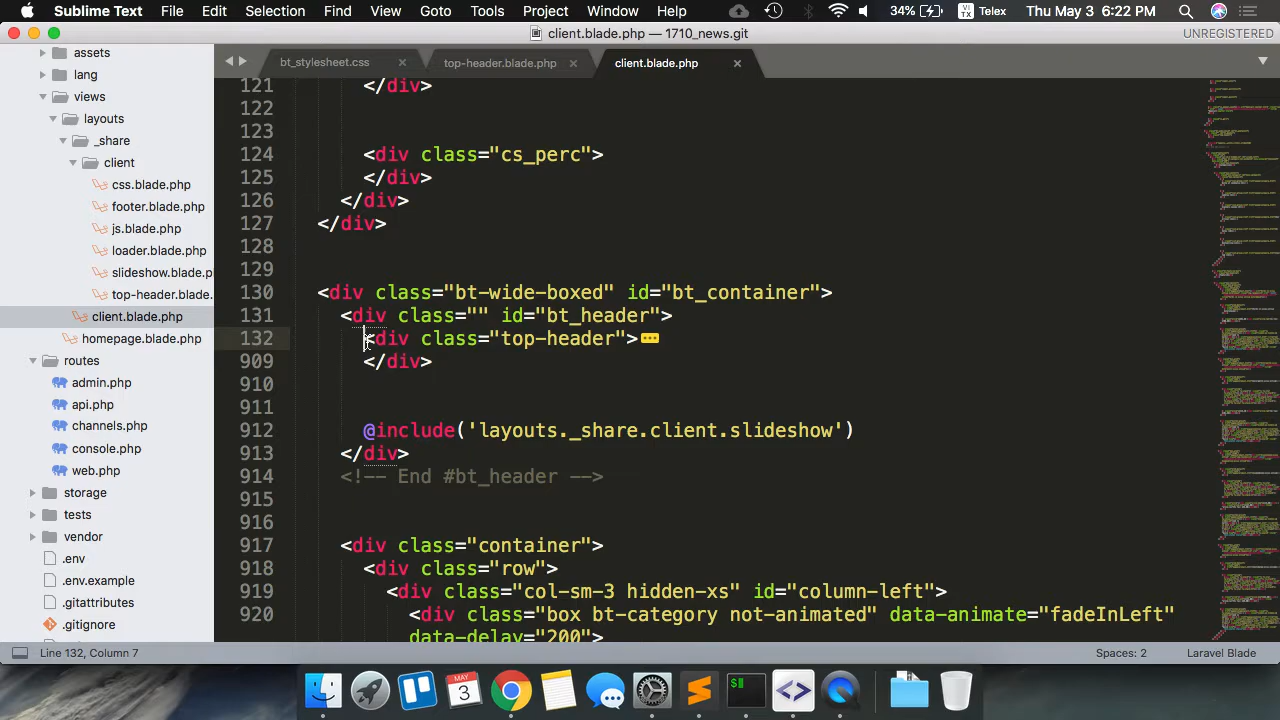 Sublime Text File Edit Selection Find View Goto Tools Project Window Help 34% VI TX Telex Thu May 3 6:22 PM
client.blade.php — 1710_news.git UNREGISTERED
bt_stylesheet.css top-header.blade.php client.blade.php
assets
lang
views
layouts
_share
client
css.blade.php
footer.blade.php
js.blade.php
loader.blade.php
slideshow.blade.p
top-header.blade.
client.blade.php
homepage.blade.php
routes
admin.php
api.php
channels.php
console.php
web.php
storage
tests
vendor
.env
.env.example
.gitattributes
.gitignore
121 </div>
122
123
124 <div class="cs_perc">
125 </div>
126 </div>
127 </div>
128
129
130 <div class="bt-wide-boxed" id="bt_container">
131 <div class="" id="bt_header">
132 <div class="top-header">
909 </div>
910
911
912 @include('layouts._share.client.slideshow')
913 </div>
914 <!-- End #bt_header -->
915
916
917 <div class="container">
918 <div class="row">
919 <div class="col-sm-3 hidden-xs" id="column-left">
920 <div class="box bt-category not-animated" data-animate="fadeInLeft"
data-delay="200">
Line 132, Column 7 Spaces: 2 Laravel Blade
MAY
3